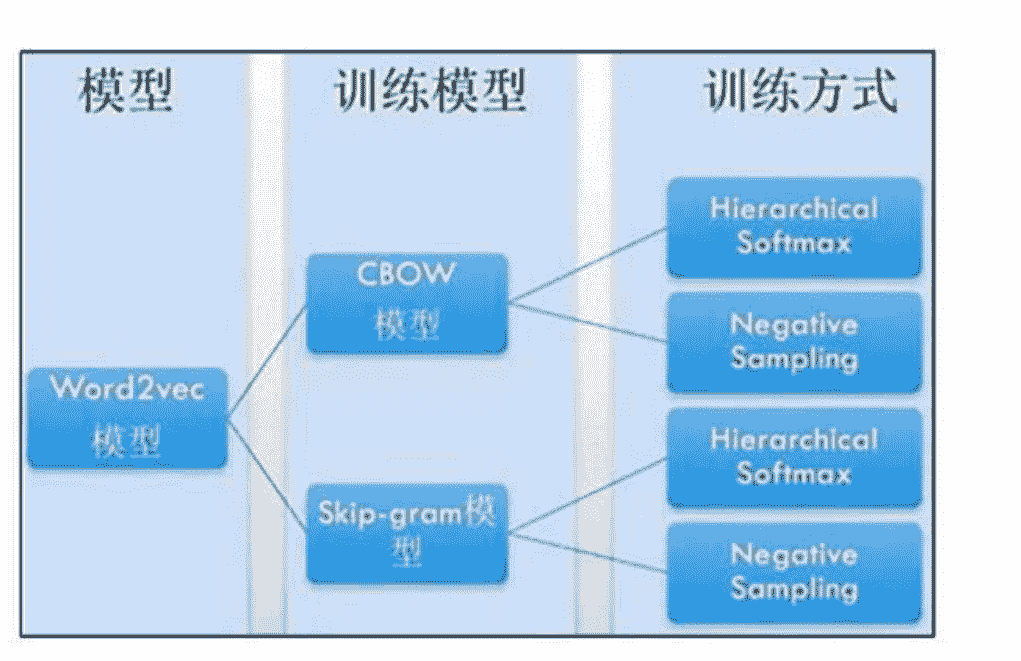 模型
训练模型
训练方式
Word2vec
模型
CBOW
模型
Skip-gram模
型
Hierarchical
Softmax
Negative
Sampling
Hierarchical
Softmax
Negative
Sampling